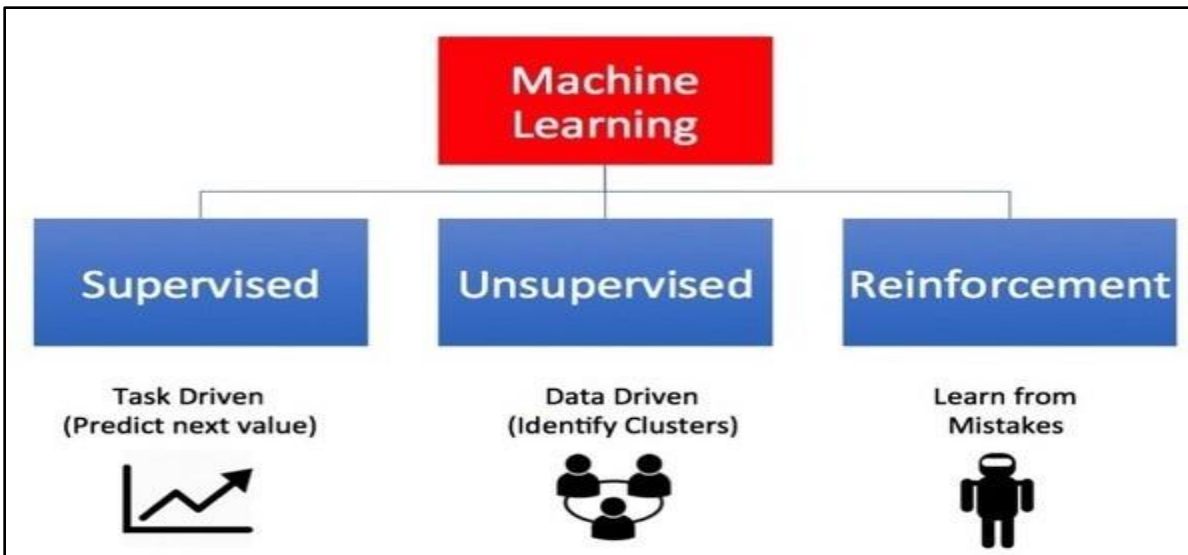 Machine
Learning
Supervised
Unsupervised
Reinforcement
Task Driven
(Predict next value)
Data Driven
(Identify Clusters)
Learn from
Mistakes